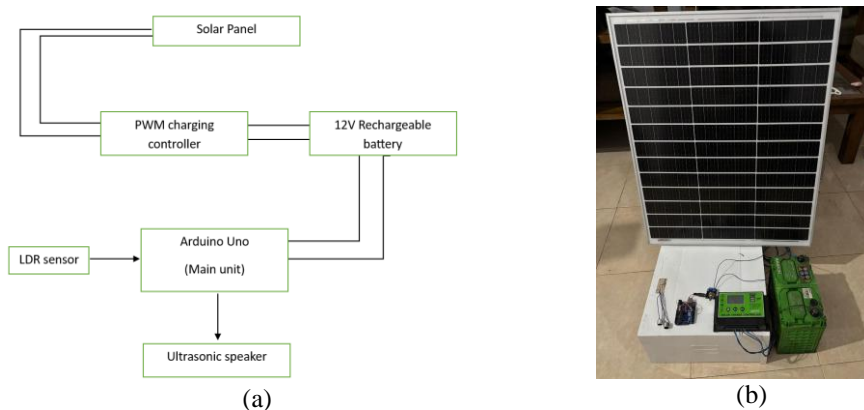 Solar Panel
PWM charging
controller
12V Rechargeable
battery
LDR sensor
Arduino Uno
(Main unit)
Ultrasonic speaker
(a)
(b)